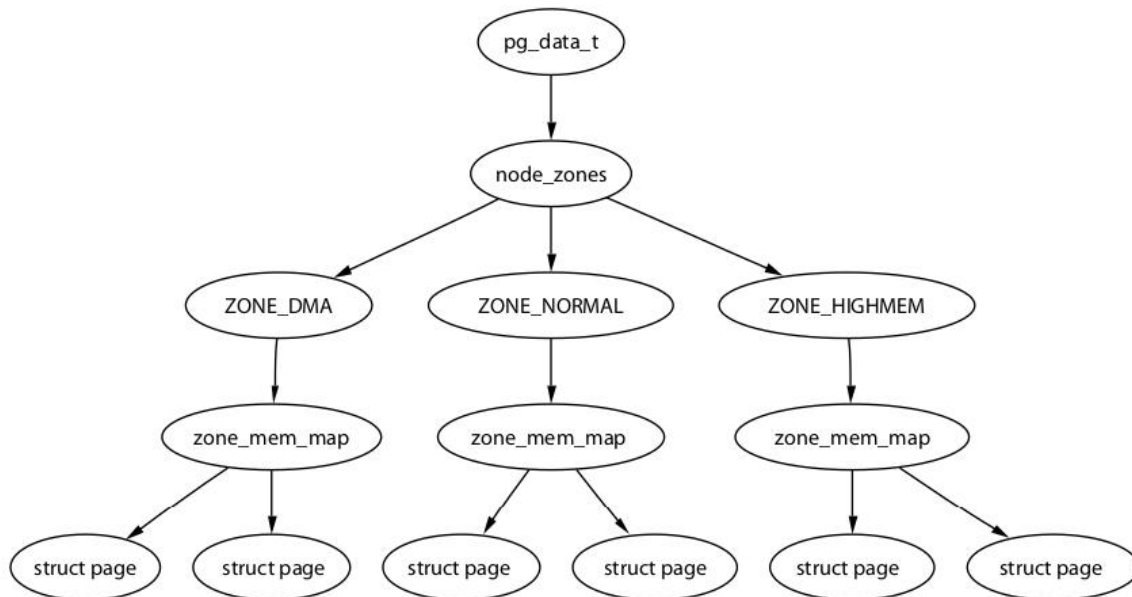 pg_data_t
node_zones
ZONE_DMA
ZONE_NORMAL
ZONE_HIGHMEM
zone_mem_map
zone_mem_map
zone_mem_map
struct page
struct page
struct page
struct page
struct page
struct page